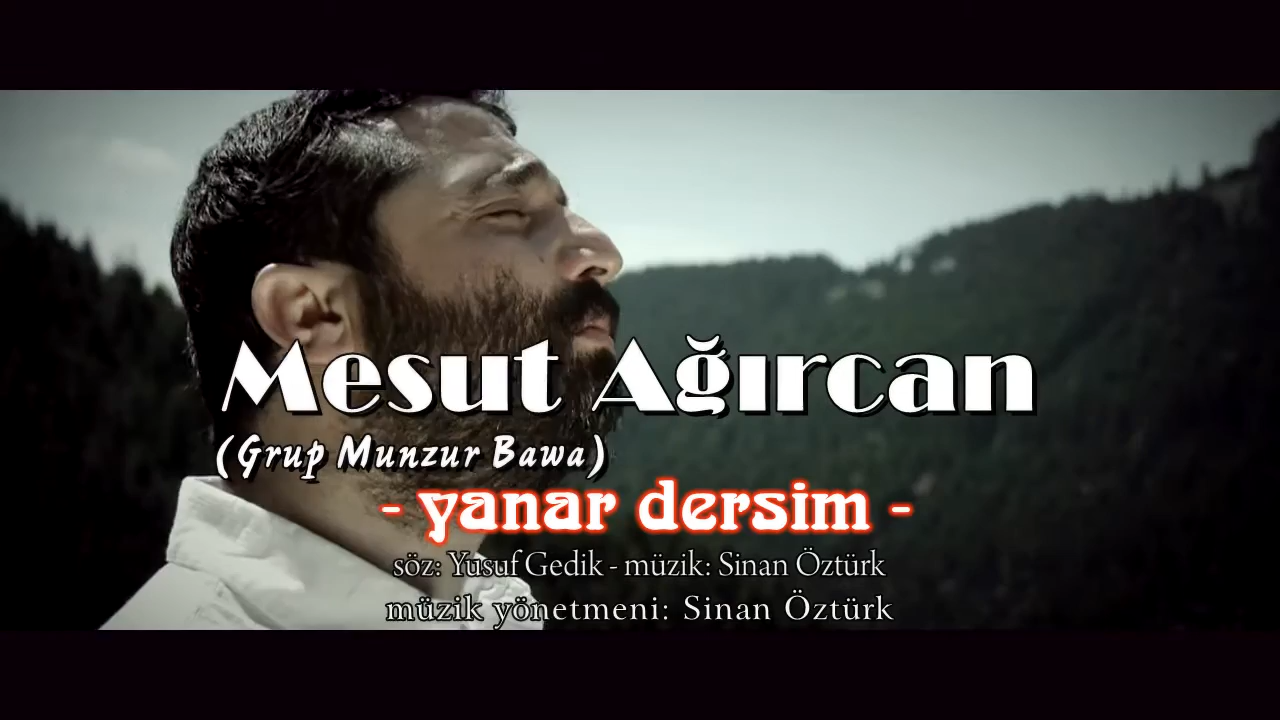 Mesut Ağırcan
(Grup Munzur Bawa)
- yanar dersim -
söz: Yusuf Gedik - müzik: Sinan Öztürk
müzik yönetmeni: Sinan Öztürk